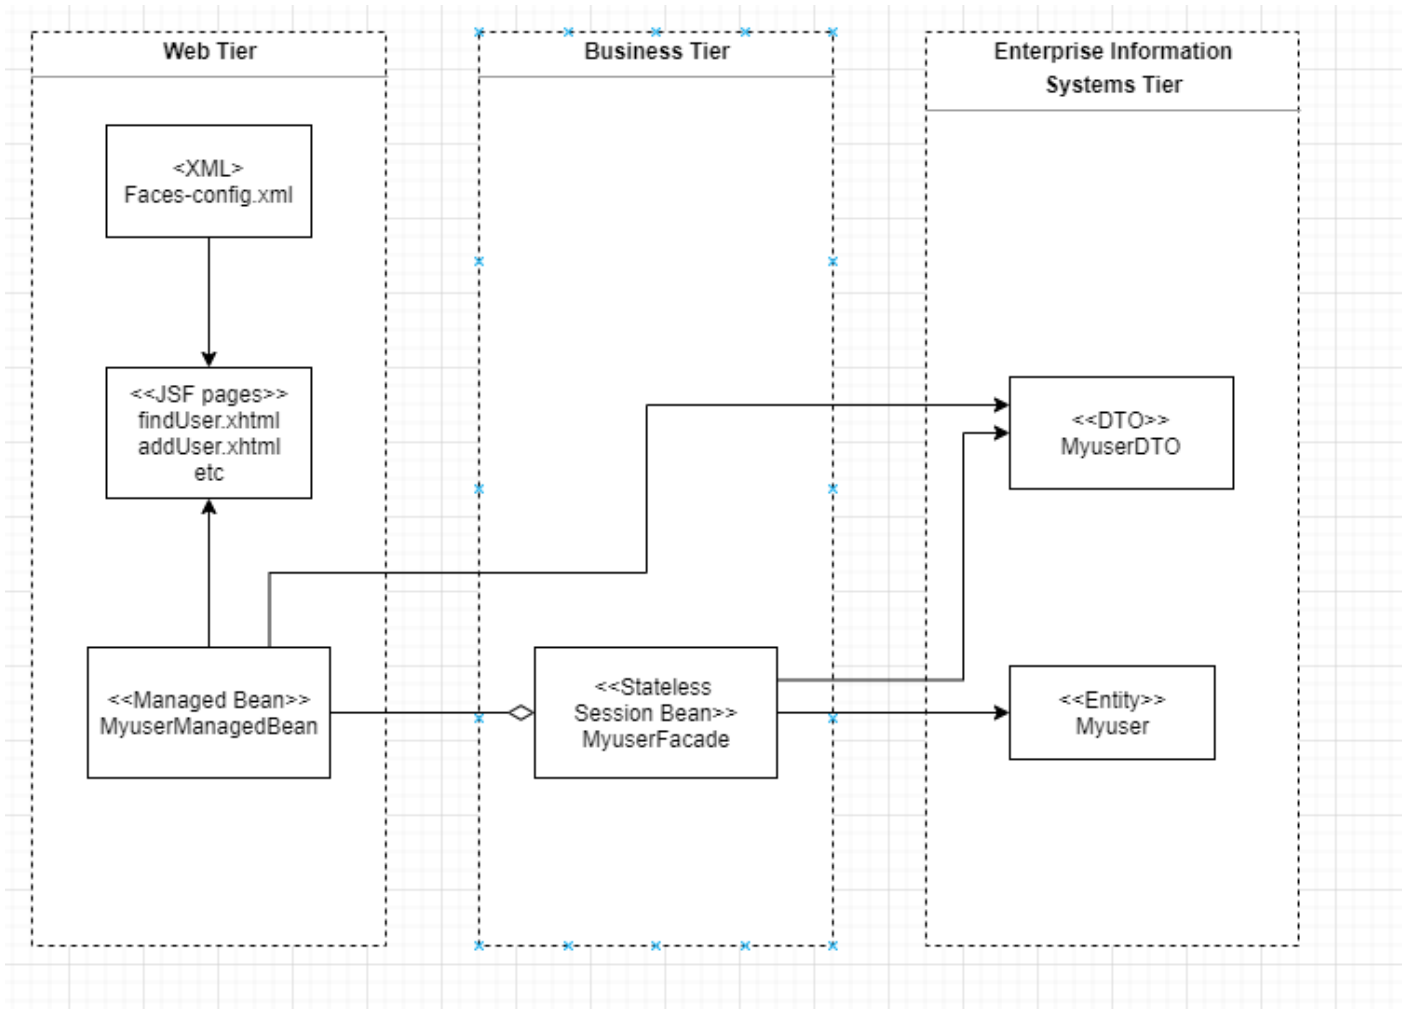 Web Tier
Business Tier
Enterprise Information
Systems Tier
<XML>
Faces-config.xml
<<JSF pages>>
findUser.xhtml
addUser.xhtml
etc
<<DTO>>
MyuserDTO
<<Managed Bean>>
MyuserManagedBean
<<Stateless
Session Bean>>
MyuserFacade
<<Entity>>
Myuser